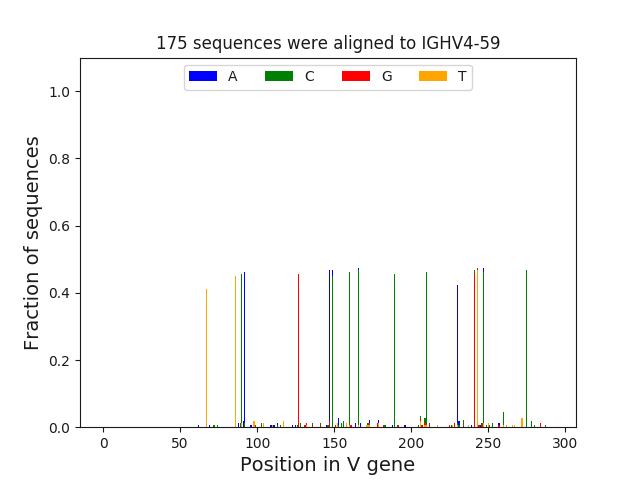 175 sequences were aligned to IGHV4-59
A C G T
1.0
0.8
0.6
0.4
0.2
0.0
Fraction of sequences
0 50 100 150 200 250 300
Position in V gene